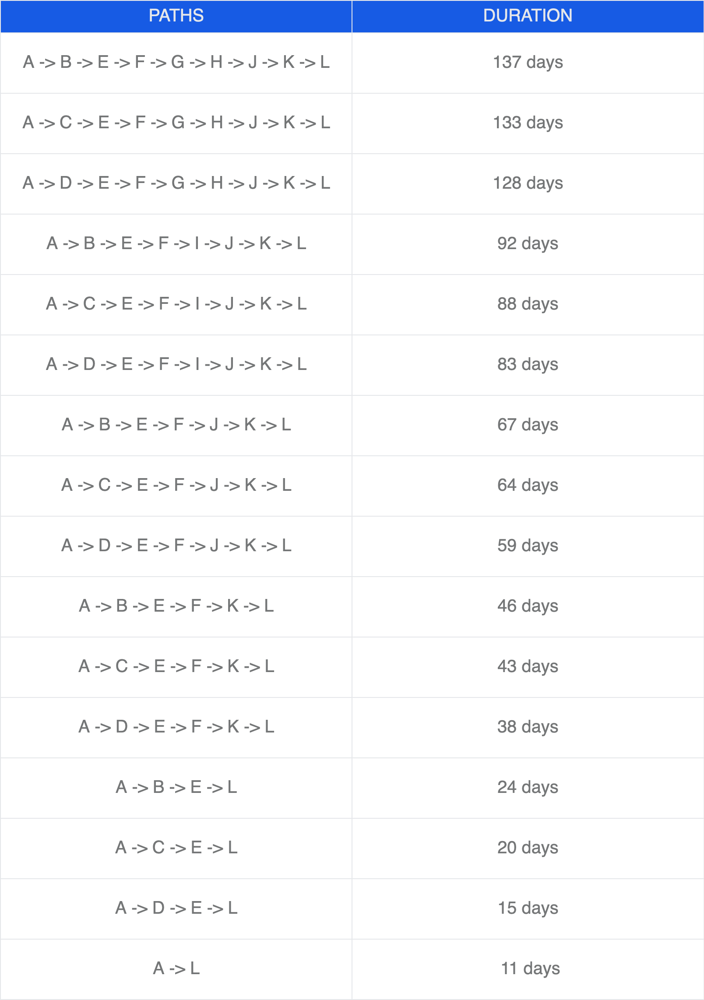 PATHS DURATION
A -> B -> E -> F -> G -> H -> J -> K -> L 137 days
A -> C -> E -> F -> G -> H -> J -> K -> L 133 days
A -> D -> E -> F -> G -> H -> J -> K -> L 128 days
A -> B -> E -> F -> I -> J -> K -> L 92 days
A -> C -> E -> F -> I -> J -> K -> L 88 days
A -> D -> E -> F -> I -> J -> K -> L 83 days
A -> B -> E -> F -> J -> K -> L 67 days
A -> C -> E -> F -> J -> K -> L 64 days
A -> D -> E -> F -> J -> K -> L 59 days
A -> B -> E -> F -> K -> L 46 days
A -> C -> E -> F -> K -> L 43 days
A -> D -> E -> F -> K -> L 38 days
A -> B -> E -> L 24 days
A -> C -> E -> L 20 days
A -> D -> E -> L 15 days
A -> L 11 days